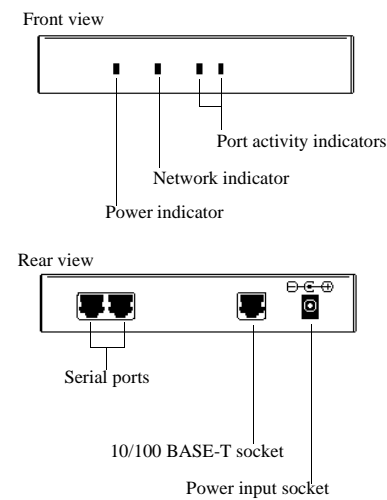 Front view
Port activity indicators
Network indicator
Power indicator
Rear view
Serial ports
10/100 BASE-T socket
Power input socket